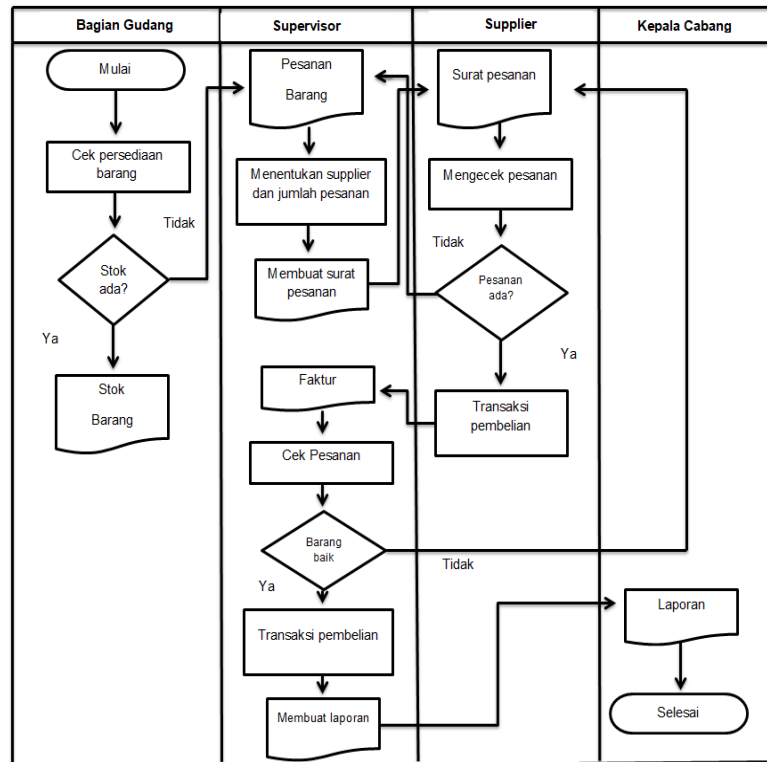 Bagian Gudang
Supervisor
Supplier
Kepala Cabang
Mulai
Cek persediaan
barang
Tidak
Stok
ada?
Ya
Stok
Barang
Pesanan
Barang
Menentukan supplier
dan jumlah pesanan
Membuat surat
pesanan
Faktur
Cek Pesanan
Barang
baik
Ya
Transaksi pembelian
Membuat laporan
Surat pesanan
Mengecek pesanan
Tidak
Pesanan
ada?
Ya
Transaksi
pembelian
Tidak
Laporan
Selesai